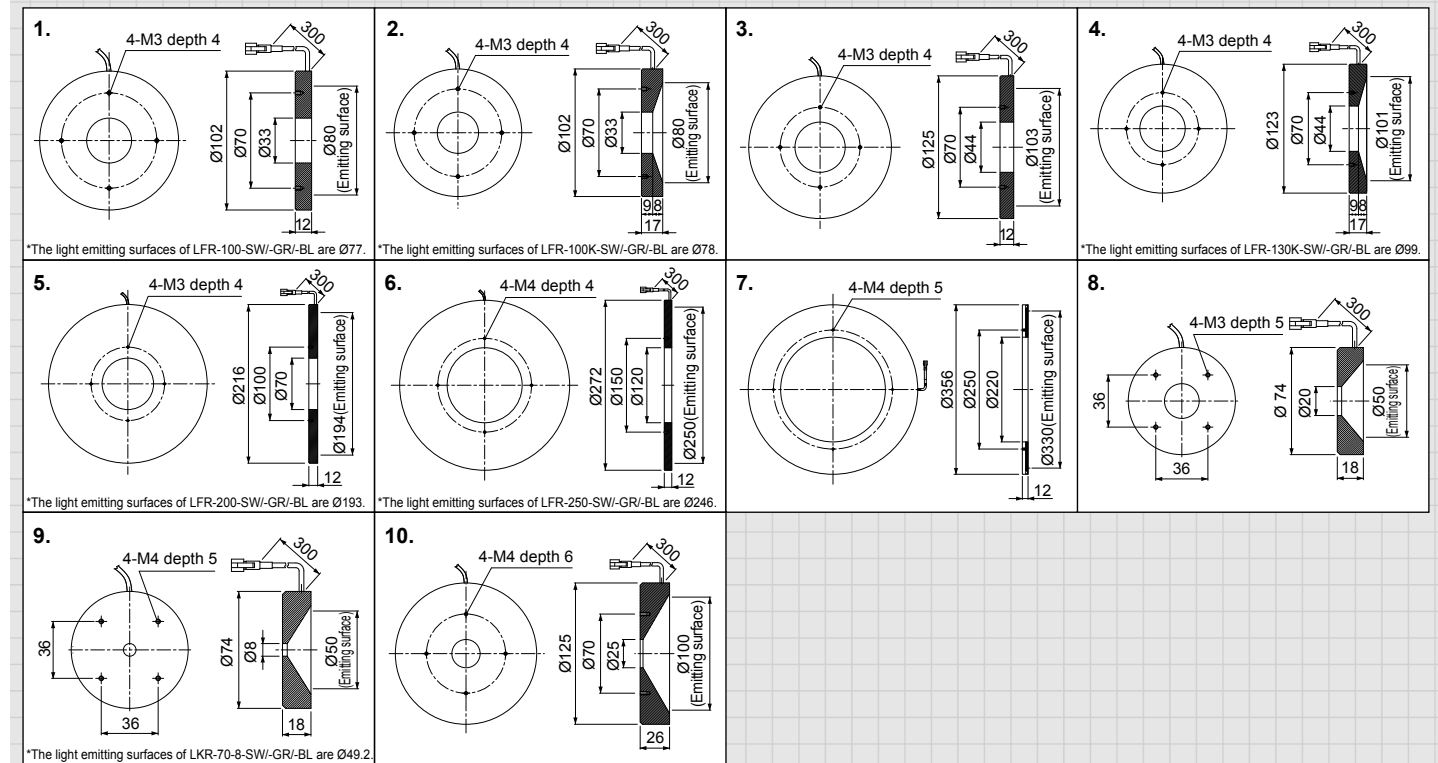 1.
4-M3 depth 4
300
Ø102
Ø70
Ø33
Ø80
(Emitting surface)
12
*The light emitting surfaces of LFR-100-SW/-GR/-BL are Ø77.
2.
4-M3 depth 4
300
Ø102
Ø70
Ø33
Ø80
(Emitting surface)
9 8
17
*The light emitting surfaces of LFR-100K-SW/-GR/-BL are Ø78.
3.
4-M3 depth 4
300
Ø125
Ø70
Ø44
Ø103
(Emitting surface)
12
4.
4-M3 depth 4
300
Ø123
Ø70
Ø44
Ø101
(Emitting surface)
9 8
17
*The light emitting surfaces of LFR-130K-SW/-GR/-BL are Ø99.
5.
4-M3 depth 4
300
Ø216
Ø100
Ø70
Ø194(Emitting surface)
12
*The light emitting surfaces of LFR-200-SW/-GR/-BL are Ø193.
6.
4-M4 depth 4
300
Ø272
Ø150
Ø120
Ø250(Emitting surface)
12
*The light emitting surfaces of LFR-250-SW/-GR/-BL are Ø246.
7.
4-M4 depth 5
Ø356
Ø250
Ø220
Ø330(Emitting surface)
12
8.
4-M3 depth 5
300
36
36
Ø 74
Ø20
Ø50
(Emitting surface)
18
9.
4-M4 depth 5
300
36
36
Ø74
Ø8
Ø50
(Emitting surface)
18
*The light emitting surfaces of LKR-70-8-SW/-GR/-BL are Ø49.2.
10.
4-M4 depth 6
300
Ø125
Ø70
Ø25
Ø100
(Emitting surface)
26